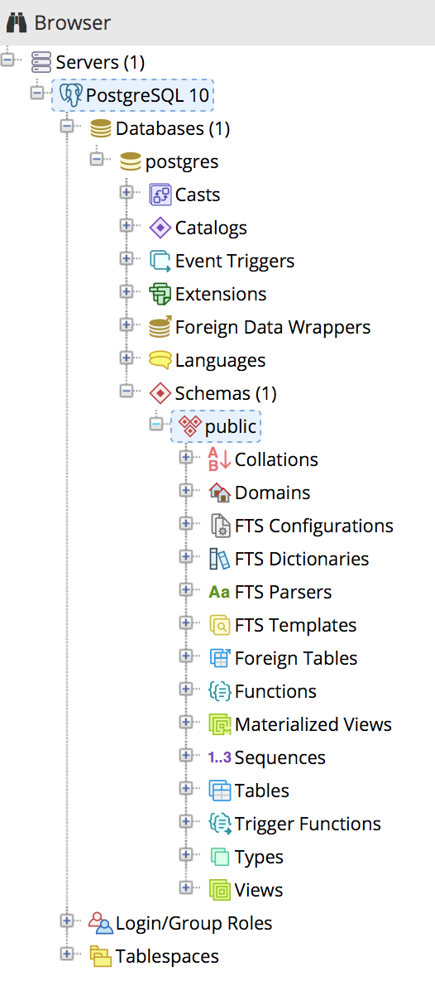 Browser
Servers (1)
PostgreSQL 10
Databases (1)
postgres
Casts
Catalogs
Event Triggers
Extensions
Foreign Data Wrappers
Languages
Schemas (1)
public
A B Collations
Domains
FTS Configurations
FTS Dictionaries
Aa FTS Parsers
FTS Templates
Foreign Tables
Functions
Materialized Views
1..3 Sequences
Tables
Trigger Functions
Types
Views
Login/Group Roles
Tablespaces